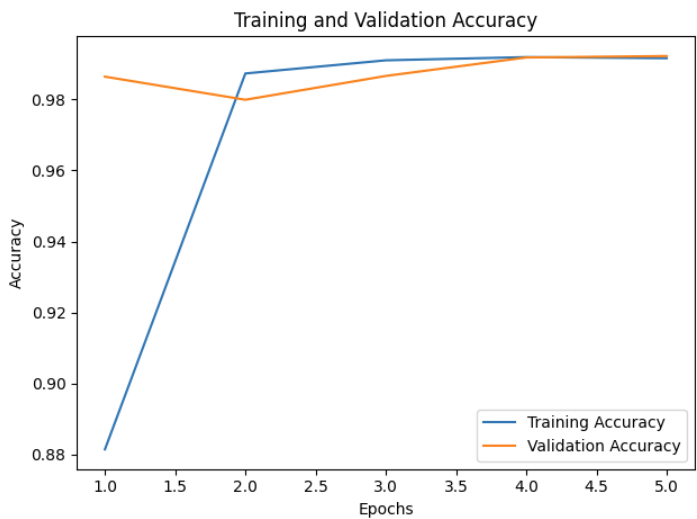 Training and Validation Accuracy
Accuracy
0.98
0.96
0.94
0.92
0.90
0.88
Training Accuracy
Validation Accuracy
1.0 1.5 2.0 2.5 3.0 3.5 4.0 4.5 5.0
Epochs